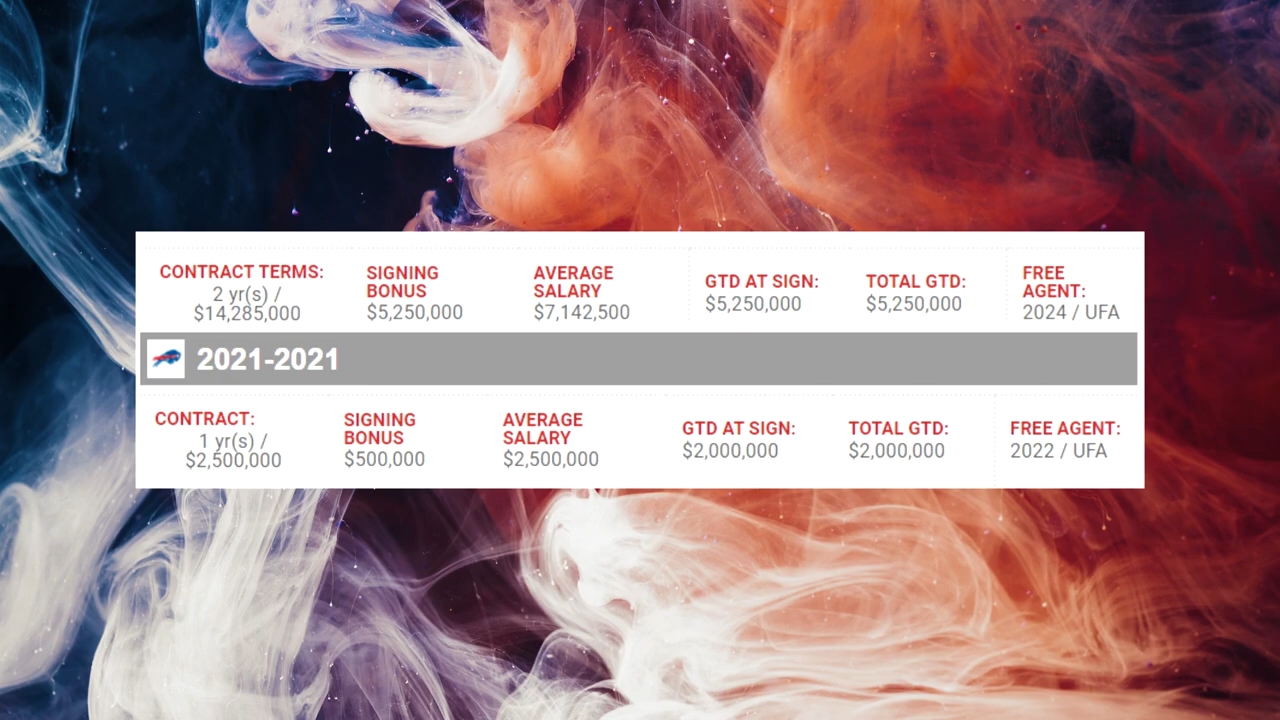 CONTRACT TERMS:
2 yr(s) /
$14,285,000
SIGNING
BONUS
$5,250,000
AVERAGE
SALARY
$7,142,500
GTD AT SIGN:
$5,250,000
TOTAL GTD:
$5,250,000
FREE
AGENT:
2024 / UFA
2021-2021
CONTRACT:
1 yr(s) /
$2,500,000
SIGNING
BONUS
$500,000
AVERAGE
SALARY
$2,500,000
GTD AT SIGN:
$2,000,000
TOTAL GTD:
$2,000,000
FREE AGENT:
2022 / UFA